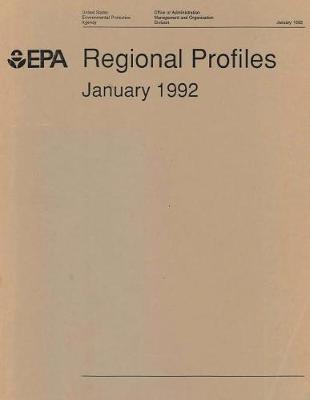 United States
Environmental Protection
Agency
Office of Administration
Management and Organization
Division
January 1992
EPA Regional Profiles
January 1992